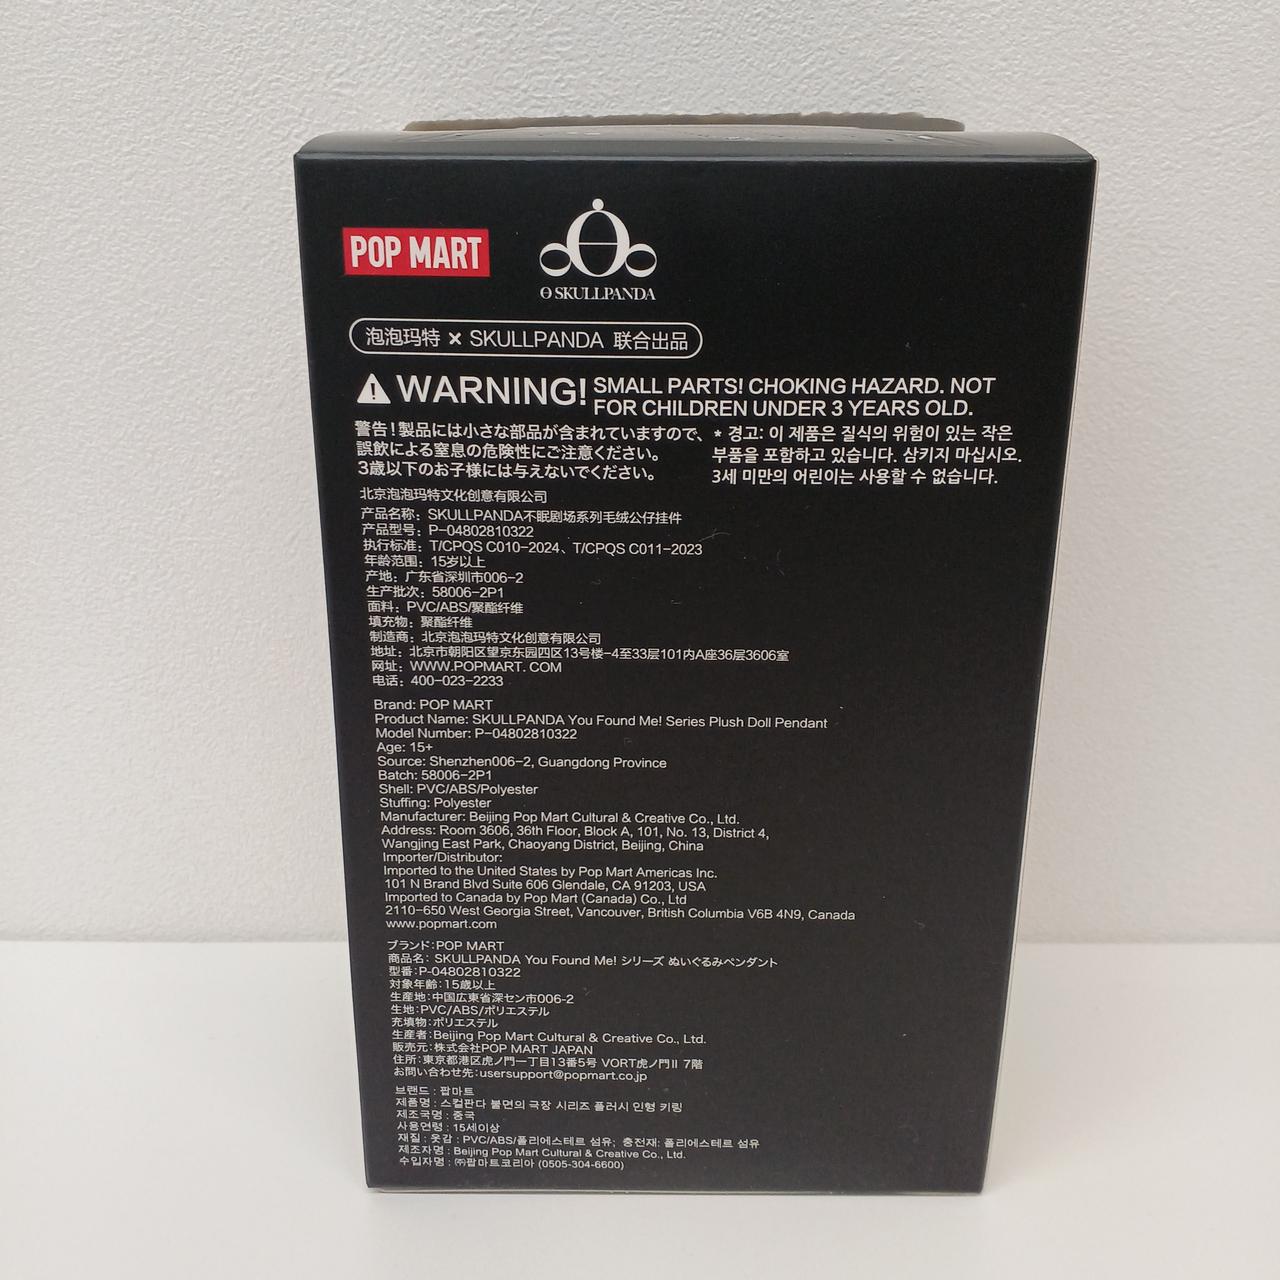 POP MART
SKULLPANDA
泡泡玛特 × SKULLPANDA 联合出品
WARNING! SMALL PARTS! CHOKING HAZARD. NOT
FOR CHILDREN UNDER 3 YEARS OLD.
警告!製品には小さな部品が含まれていますので、
誤飲による窒息の危険性にご注意ください。
3歳以下のお子様には与えないでください。
* 경고: 이 제품은 질식의 위험이 있는 작은
부품을 포함하고 있습니다. 삼키지 마십시오.
3세 미만의 어린이는 사용할 수 없습니다.
北京泡泡玛特文化创意有限公司
产品名称: SKULLPANDA不眠剧场系列毛绒公仔挂件
产品型号: P-04802810322
执行标准: T/CPQS C010-2024、T/CPQS C011-2023
年龄范围: 15岁以上
产地: 广东省深圳市006-2
生产批次: 58006-2P1
面料: PVC/ABS/聚酯纤维
填充物: 聚酯纤维
制造商: 北京泡泡玛特文化创意有限公司
地址: 北京市朝阳区望京东园四区13号楼-4至33层101内A座36层3606室
网址: WWW.POPMART. COM
电话: 400-023-2233
Brand: POP MART
Product Name: SKULLPANDA You Found Me! Series Plush Doll Pendant
Model Number: P-04802810322
Age: 15+
Source: Shenzhen006-2, Guangdong Province
Batch: 58006-2P1
Shell: PVC/ABS/Polyester
Stuffing: Polyester
Manufacturer: Beijing Pop Mart Cultural & Creative Co., Ltd.
Address: Room 3606, 36th Floor, Block A, 101, No. 13, District 4,
Wangjing East Park, Chaoyang District, Beijing, China
Importer/Distributor:
Imported to the United States by Pop Mart Americas Inc.
101 N Brand Blvd Suite 606 Glendale, CA 91203, USA
Imported to Canada by Pop Mart (Canada) Co., Ltd
2110-650 West Georgia Street, Vancouver, British Columbia V6B 4N9, Canada
www.popmart.com
ブランド:POP MART
商品名: SKULLPANDA You Found Me! シリーズ ぬいぐるみペンダント
型番:P-04802810322
対象年齢:15歳以上
生産地:中国広東省深セン市006-2
生地:PVC/ABS/ポリエステル
充填物:ポリエステル
生産者:Beijing Pop Mart Cultural & Creative Co., Ltd.
販売元:株式会社POP MART JAPAN
住所:東京都港区虎ノ門一丁目13番5号 VORT虎ノ門II 7階
お問い合わせ先:usersupport@popmart.co.jp
브랜드 : 팝마트
제품명 : 스컬판다 불면의 극장 시리즈 플러시 인형 키링
제조국명 : 중국
사용연령 : 15세이상
재질 : 옷감 : PVC/ABS/폴리에스테르 섬유; 충전재: 폴리에스테르 섬유
제조자명 : Beijing Pop Mart Cultural & Creative Co., Ltd.
수입자명 : ㈜팝마트코리아 (0505-304-6600)